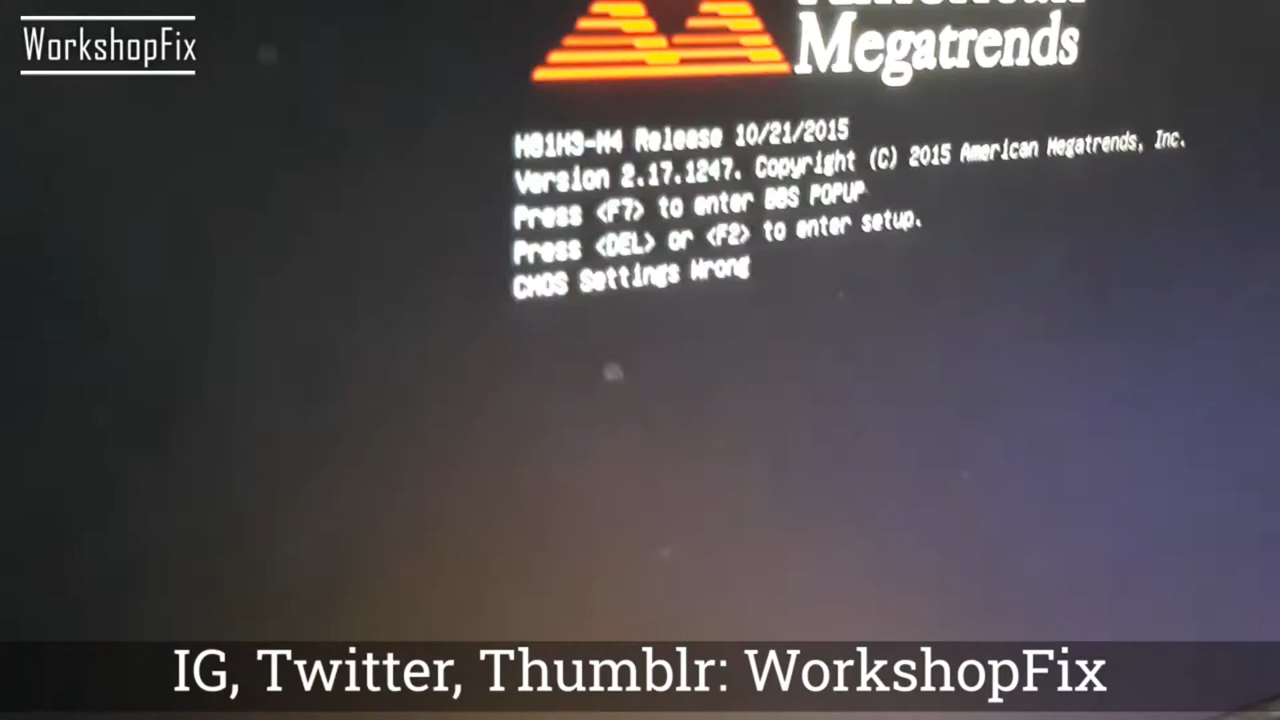 WorkshopFix
American
Megatrends
H81H3-M4 Release 10/21/2015
Version 2.17.1247. Copyright (C) 2015 American Megatrends, Inc.
Press <F7> to enter BBS POPUP
Press <DEL> or <F2> to enter setup.
CMOS Settings Wrong
IG, Twitter, Thumblr: WorkshopFix